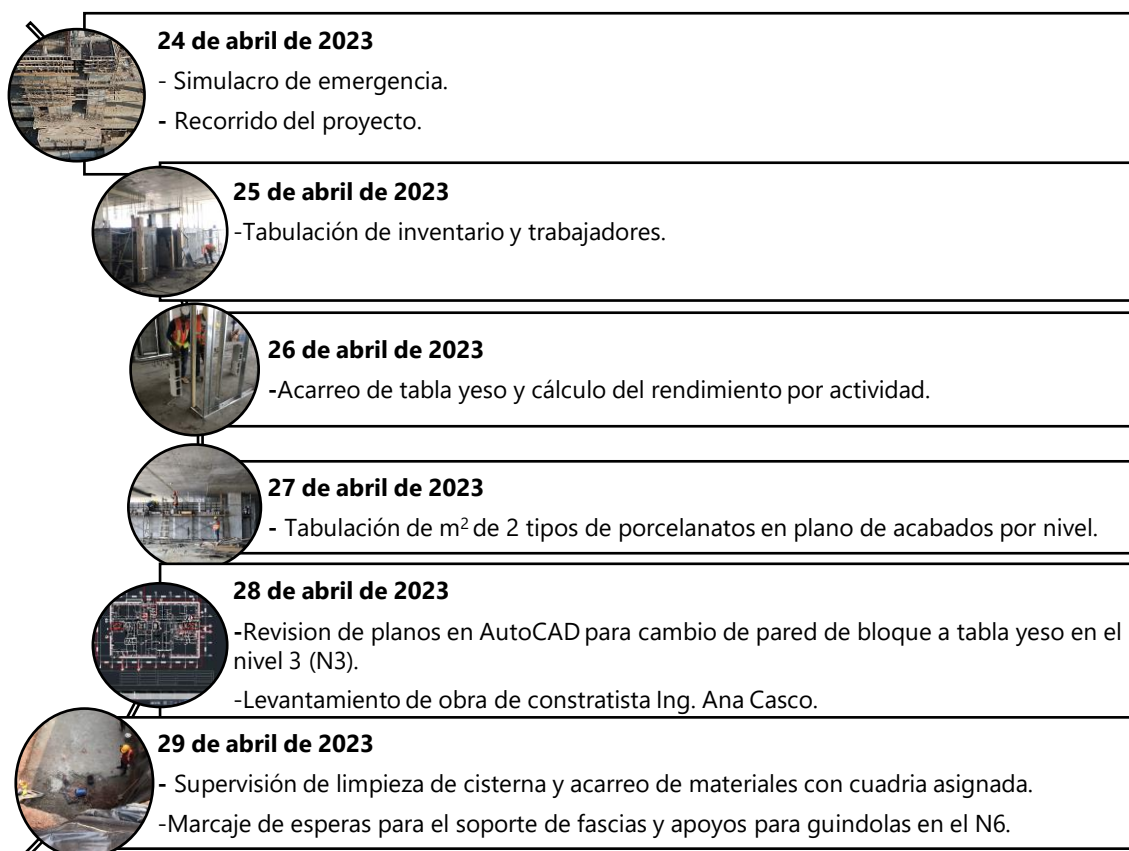 24 de abril de 2023
- Simulacro de emergencia.
- Recorrido del proyecto.
25 de abril de 2023
-Tabulación de inventario y trabajadores.
26 de abril de 2023
-Acarreo de tabla yeso y cálculo del rendimiento por actividad.
27 de abril de 2023
- Tabulación de m² de 2 tipos de porcelanatos en plano de acabados por nivel.
28 de abril de 2023
-Revision de planos en AutoCAD para cambio de pared de bloque a tabla yeso en el
nivel 3 (N3).
-Levantamiento de obra de constratista Ing. Ana Casco.
29 de abril de 2023
- Supervisión de limpieza de cisterna y acarreo de materiales con cuadria asignada.
-Marcaje de esperas para el soporte de fascias y apoyos para guindolas en el N6.